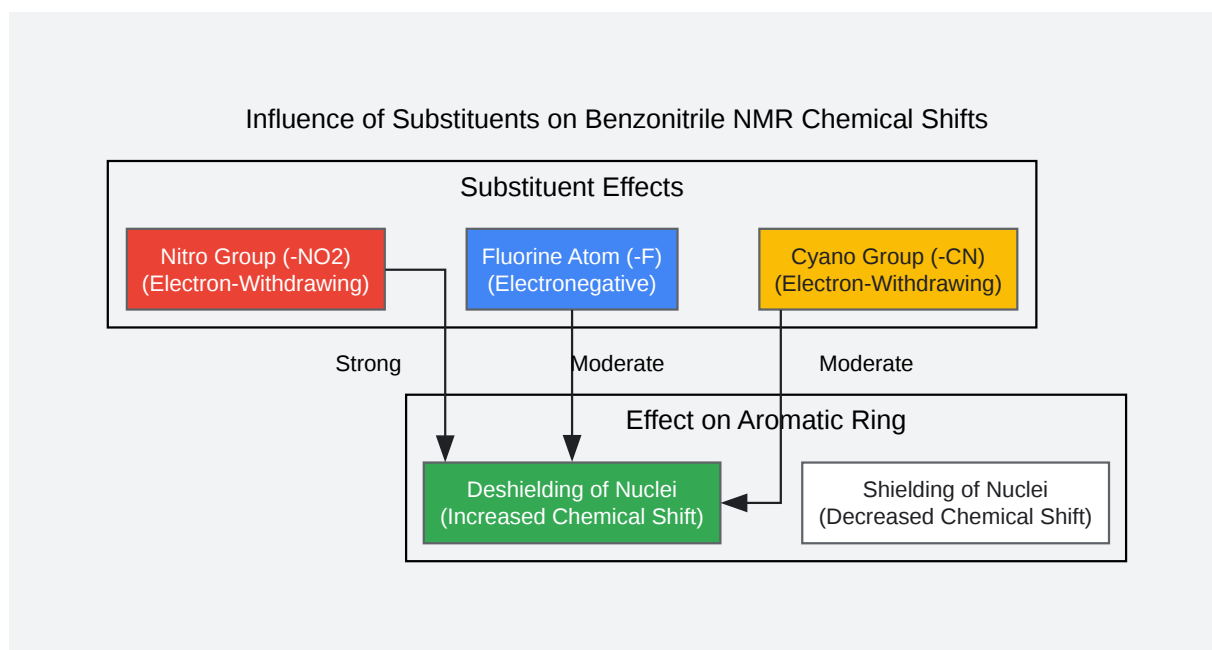 Influence of Substituents on Benzonitrile NMR Chemical Shifts
Substituent Effects
Nitro Group (-NO2)
(Electron-Withdrawing)
Fluorine Atom (-F)
(Electronegative)
Cyano Group (-CN)
(Electron-Withdrawing)
Strong
Moderate
Moderate
Effect on Aromatic Ring
Deshielding of Nuclei
(Increased Chemical Shift)
Shielding of Nuclei
(Decreased Chemical Shift)